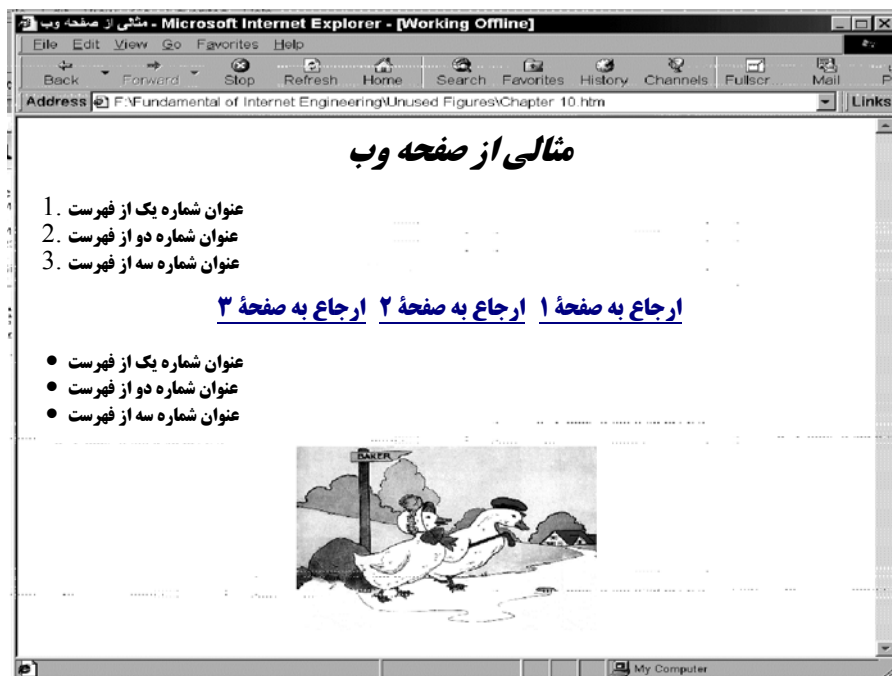 مثالی از صفحه وب - Microsoft Internet Explorer - [Working Offline]
File Edit View Go Favorites Help
Back Forward Stop Refresh Home Search Favorites History Channels Fullscr... Mail P
Address F:\Fundamental of Internet Engineering\Unused Figures\Chapter 10.htm Links
مثالی از صفحه وب
1. عنوان شماره یک از فهرست
2. عنوان شماره دو از فهرست
3. عنوان شماره سه از فهرست
ارجاع به صفحهٔ ۱ ارجاع به صفحهٔ ۲ ارجاع به صفحهٔ ۳
● عنوان شماره یک از فهرست
● عنوان شماره دو از فهرست
● عنوان شماره سه از فهرست
BAKER
My Computer